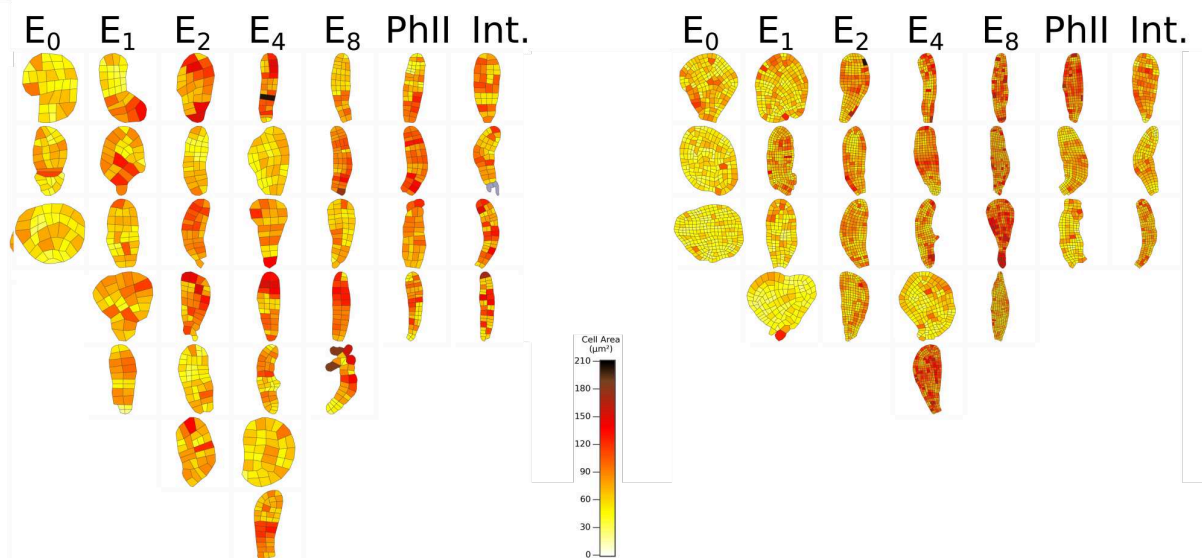 E₀ E₁ E₂ E₄ E₈ PhII Int.
E₀ E₁ E₂ E₄ E₈ PhII Int.
Cell Area
(μm²)
210
180
150
120
90
60
30
0